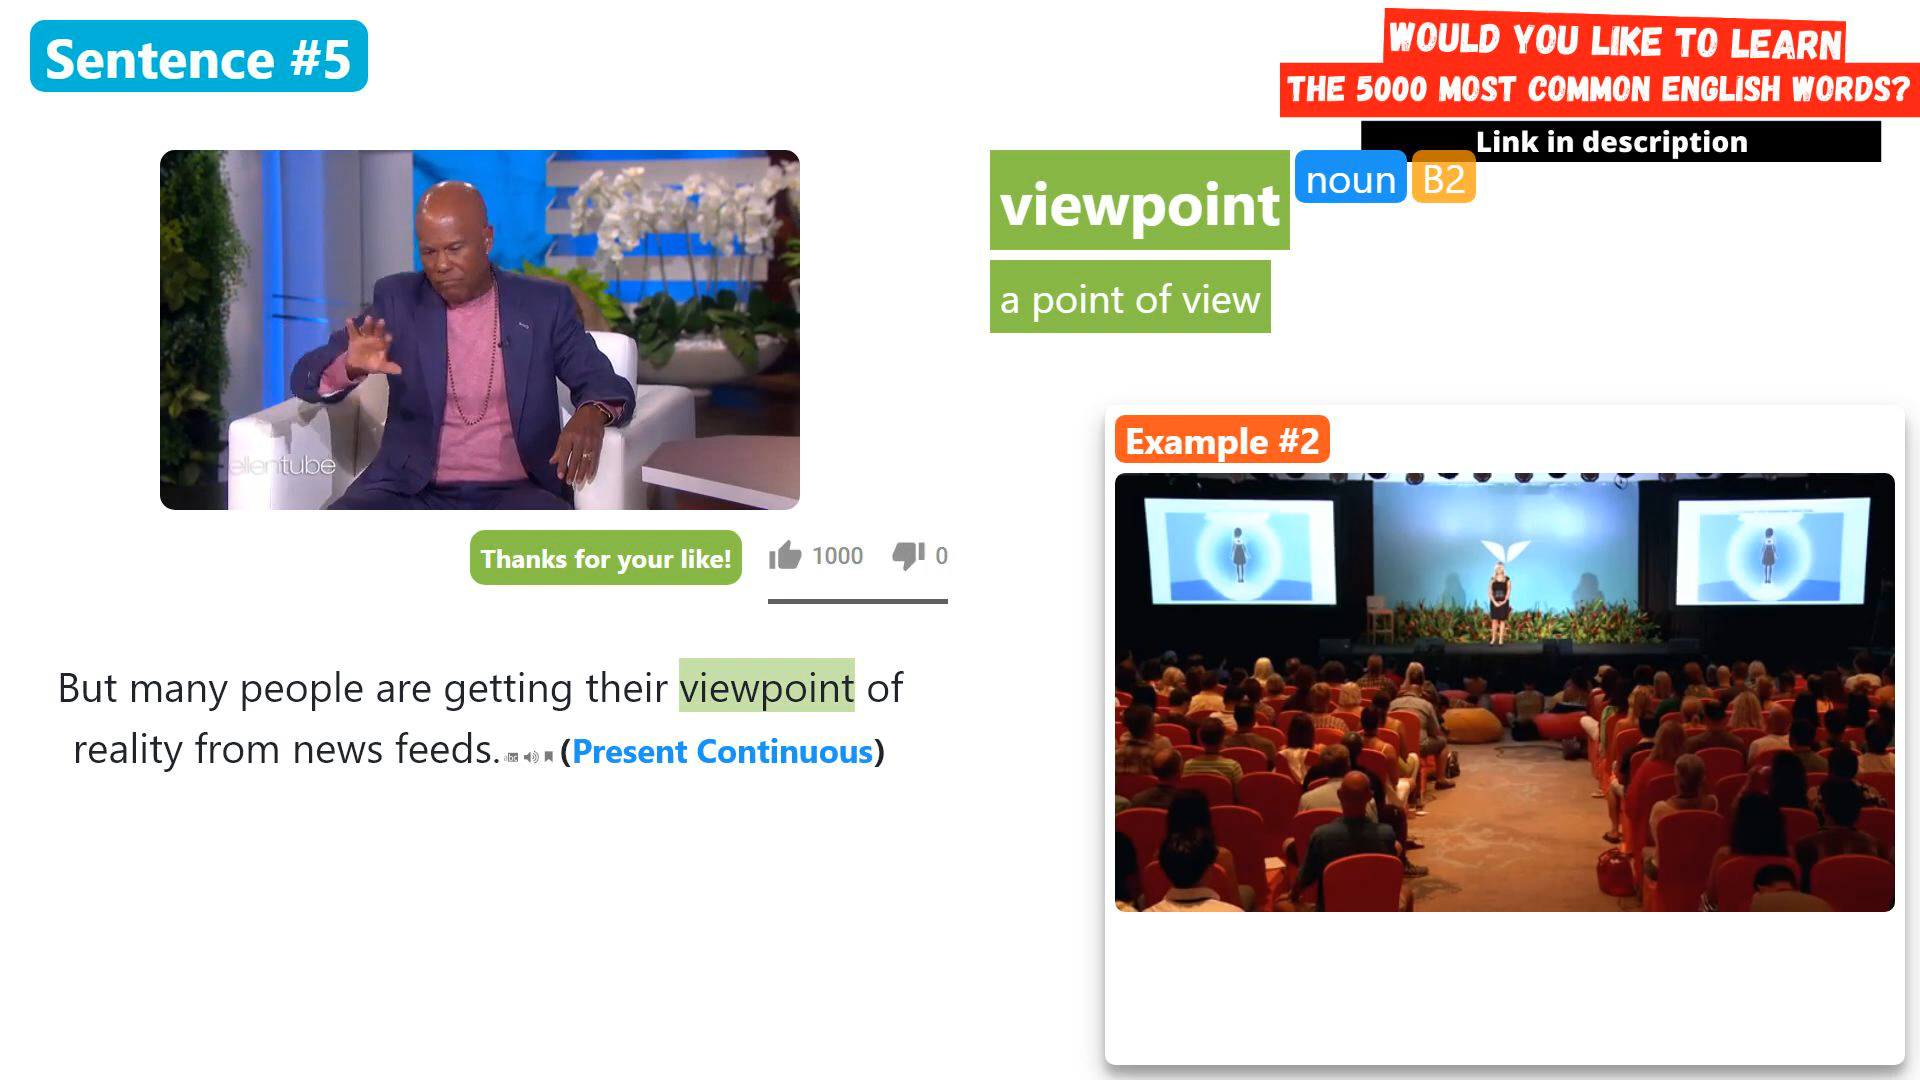 Sentence #5
WOULD YOU LIKE TO LEARN
THE 5000 MOST COMMON ENGLISH WORDS?
Link in description
viewpoint
noun
B2
a point of view
ellentube
Thanks for your like!
1000
0
But many people are getting their viewpoint of
reality from news feeds. (Present Continuous)
Example #2